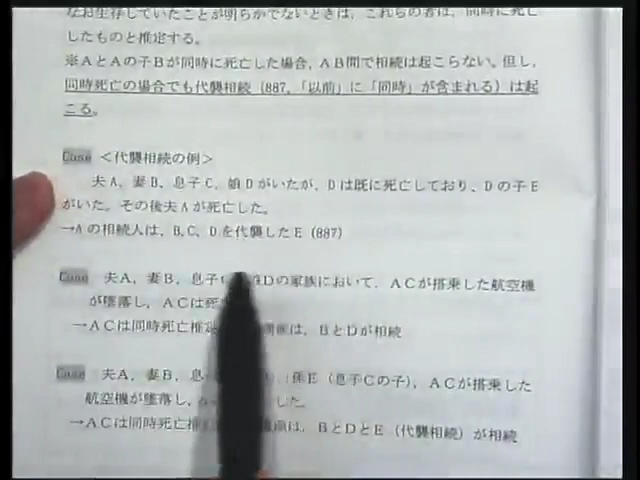 なお生存していたことが明らかでないときは，これらの者は，同時に死亡
したものと推定する。
※ＡとＡの子Ｂが同時に死亡した場合，ＡＢ間で相続は起こらない。但し，
同時死亡の場合でも代襲相続（887，「以前」に「同時」が含まれる）は起
こる。
Case ＜代襲相続の例＞
夫Ａ，妻Ｂ，息子Ｃ，娘Ｄがいたが，Ｄは既に死亡しており，Ｄの子Ｅ
がいた。その後夫Ａが死亡した。
→Ａの相続人は、B,C、Ｄを代襲したＥ（887）
Case 夫Ａ，妻Ｂ，息子 Ｄの家族において，ＡＣが搭乗した航空機
が墜落し，ＡＣは死
→ＡＣは同時死亡推定 は、ＢとＤが相続
Case 夫Ａ，妻Ｂ，息 孫Ｅ（息子Ｃの子），ＡＣが搭乗した
航空機が墜落し， した。
→ＡＣは同時死亡推 は、ＢとＤとＥ（代襲相続）が相続